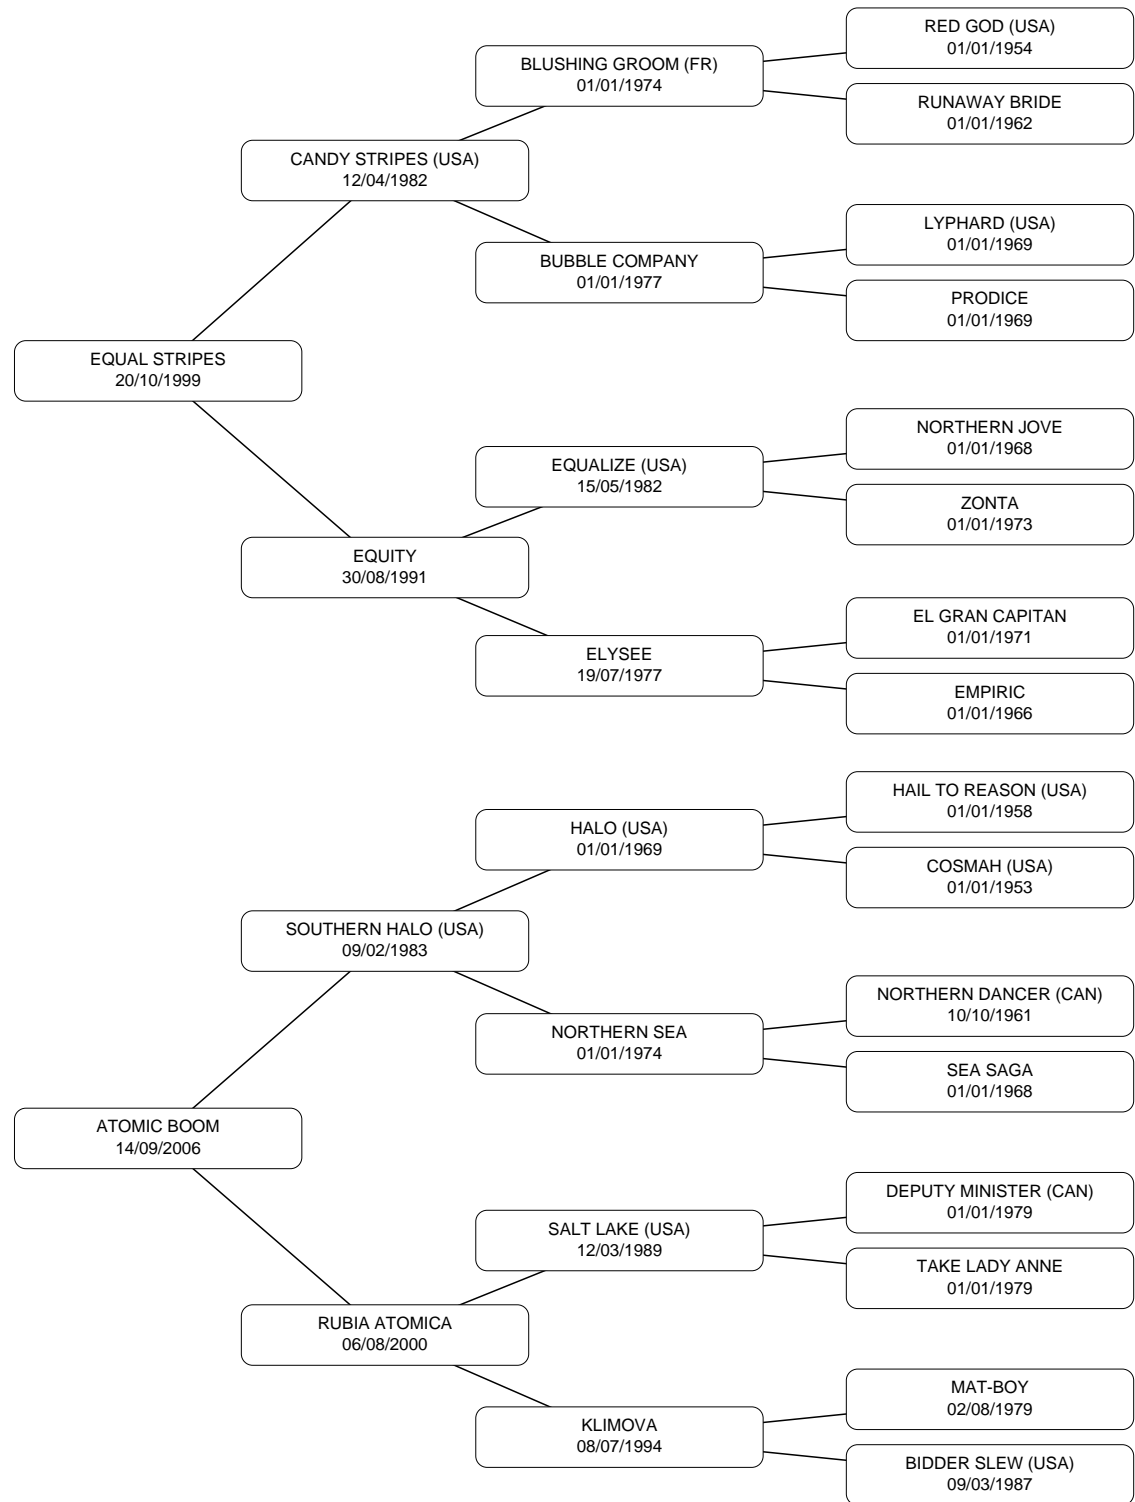 RED GOD (USA)
01/01/1954
BLUSHING GROOM (FR)
01/01/1974
RUNAWAY BRIDE
01/01/1962
CANDY STRIPES (USA)
12/04/1982
LYPHARD (USA)
01/01/1969
BUBBLE COMPANY
01/01/1977
PRODICE
01/01/1969
EQUAL STRIPES
20/10/1999
NORTHERN JOVE
01/01/1968
EQUALIZE (USA)
15/05/1982
ZONTA
01/01/1973
EQUITY
30/08/1991
EL GRAN CAPITAN
01/01/1971
ELYSEE
19/07/1977
EMPIRIC
01/01/1966
HAIL TO REASON (USA)
01/01/1958
HALO (USA)
01/01/1969
COSMAH (USA)
01/01/1953
SOUTHERN HALO (USA)
09/02/1983
NORTHERN DANCER (CAN)
10/10/1961
NORTHERN SEA
01/01/1974
SEA SAGA
01/01/1968
ATOMIC BOOM
14/09/2006
DEPUTY MINISTER (CAN)
01/01/1979
SALT LAKE (USA)
12/03/1989
TAKE LADY ANNE
01/01/1979
RUBIA ATOMICA
06/08/2000
MAT-BOY
02/08/1979
KLIMOVA
08/07/1994
BIDDER SLEW (USA)
09/03/1987